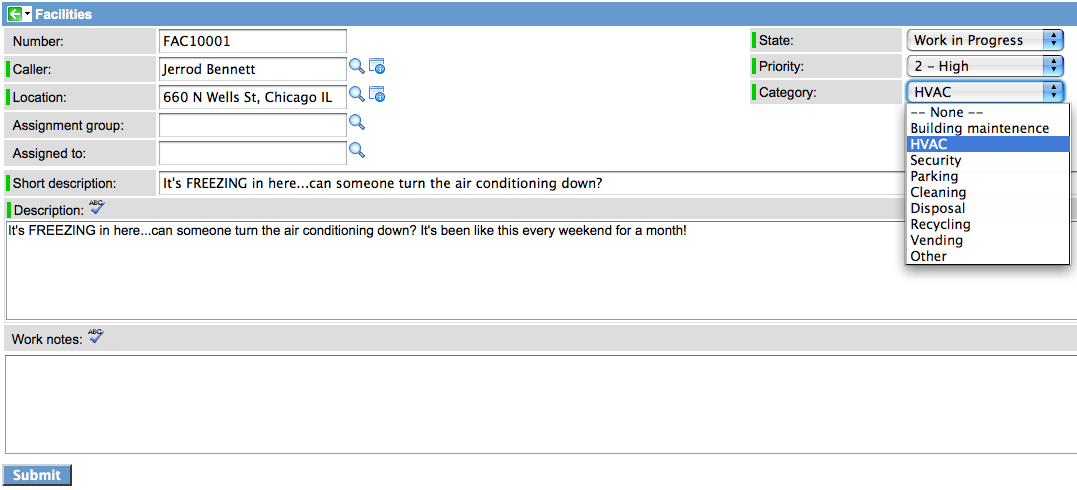 Facilities
Number: FAC10001 State: Work in Progress
Caller: Jerrod Bennett Priority: 2 - High
Location: 660 N Wells St, Chicago IL Category: HVAC
-- None --
Building maintenence
HVAC
Security
Parking
Cleaning
Disposal
Recycling
Vending
Other
Assignment group:
Assigned to:
Short description: It's FREEZING in here...can someone turn the air conditioning down?
Description: ABC
It's FREEZING in here...can someone turn the air conditioning down? It's been like this every weekend for a month!
Work notes: ABC
Submit